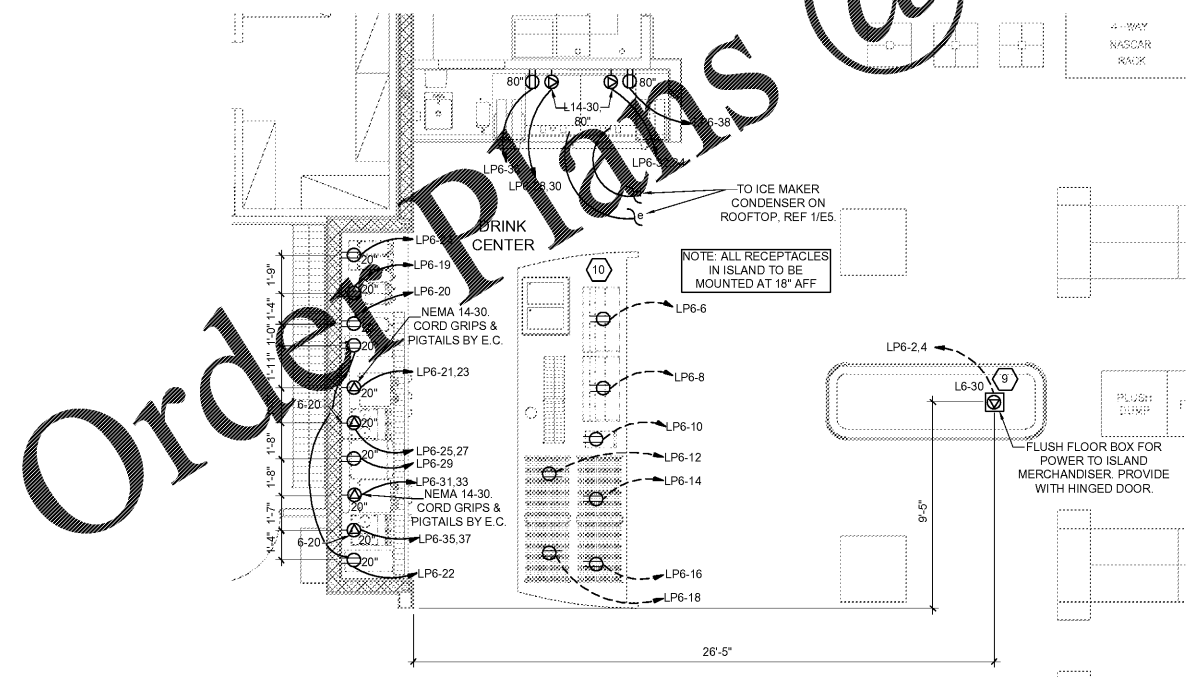 Order Plans @
4-WAY
NASCAR
RACK
80"
80"
L14-30,
80"
LP6-38
TO ICE MAKER
CONDENSER ON
ROOFTOP, REF 1/E5.
e
DRINK
CENTER
10
NOTE: ALL RECEPTACLES
IN ISLAND TO BE
MOUNTED AT 18" AFF
20"
LP6-19
20"
LP6-20
NEMA 14-30.
CORD GRIPS &
PIGTAILS BY E.C.
20"
LP6-21,23
20"
6-20
20"
LP6-25,27
20"
LP6-29
LP6-31,33
NEMA 14-30.
CORD GRIPS &
PIGTAILS BY E.C.
20"
6-20
20"
LP6-35,37
20"
LP6-22
1'-9"
1'-4"
1'-0"
1'-11"
1'-8"
1'-8"
1'-7"
1'-4"
LP6-6
LP6-8
LP6-10
LP6-12
LP6-14
LP6-16
LP6-18
LP6-2,4
L6-30
9
PLUSH
DUMP
FLUSH FLOOR BOX FOR
POWER TO ISLAND
MERCHANDISER. PROVIDE
WITH HINGED DOOR.
9'-5"
26'-5"